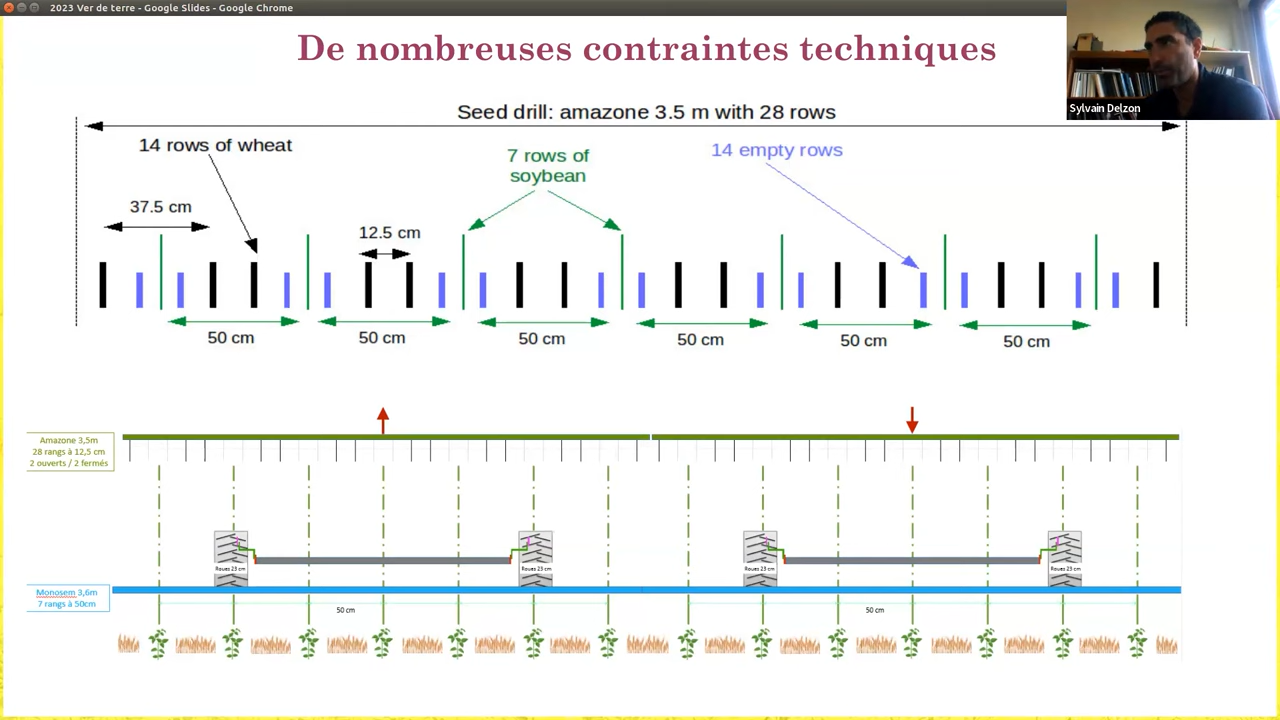 2023 Ver de terre - Google Slides - Google Chrome
De nombreuses contraintes techniques
Sylvain Delzon
Seed drill: amazone 3.5 m with 28 rows
14 rows of wheat
7 rows of
soybean
14 empty rows
37.5 cm
12.5 cm
50 cm
50 cm
50 cm
50 cm
50 cm
50 cm
Amazone 3,5m
28 rangs à 12,5 cm
2 ouverts / 2 fermés
Roues 23 cm
Roues 23 cm
Roues 23 cm
Roues 23 cm
Monosem 3,6m
7 rangs à 50cm
50 cm
50 cm